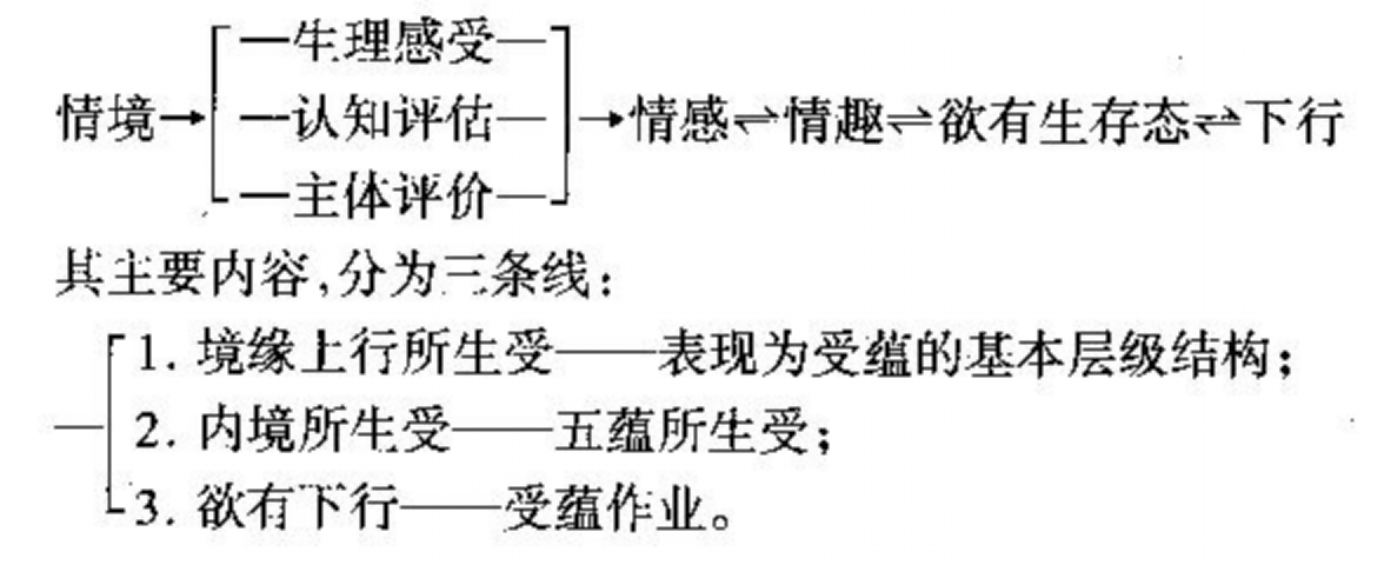 —生理感受—
情境→ —认知评估— →情感⇌情趣⇌欲有生存态⇌下行
—主体评价—
其主要内容,分为三条线:
1. 境缘上行所生受——表现为受蕴的基本层级结构;
2. 内境所生受——五蕴所生受;
3. 欲有下行——受蕴作业。